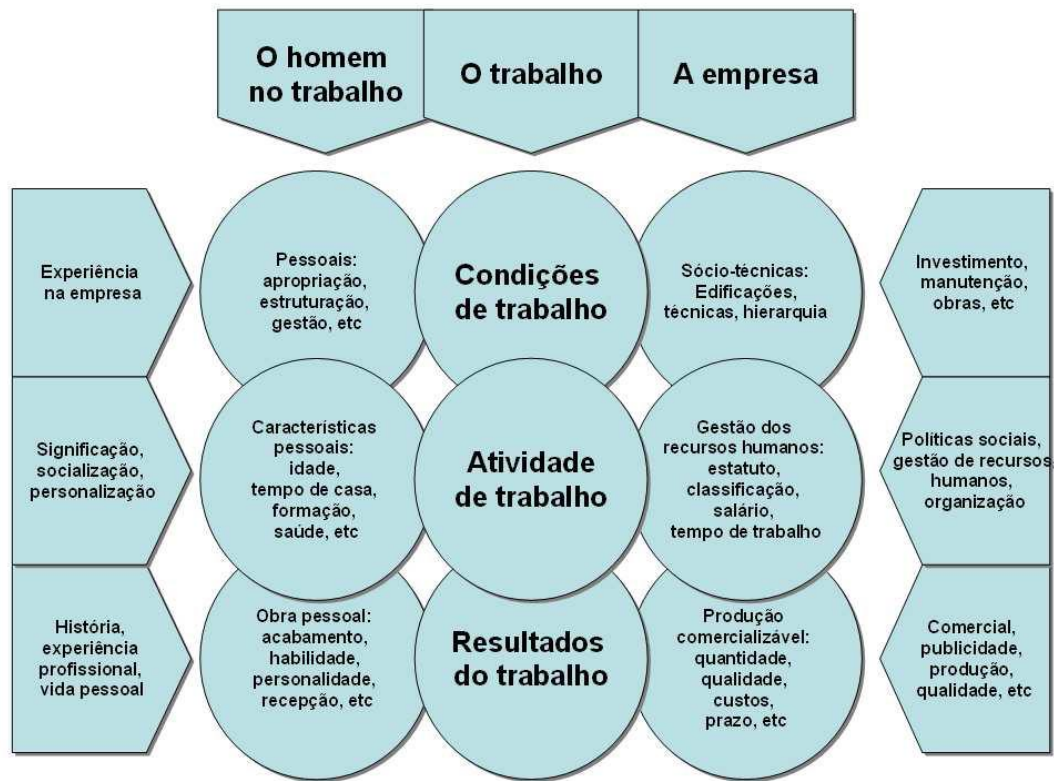 O homem
no trabalho
O trabalho
A empresa
Experiência
na empresa
Pessoais:
apropriação,
estruturação,
gestão, etc
Condições
de trabalho
Sócio-técnicas:
Edificações,
técnicas, hierarquia
Investimento,
manutenção,
obras, etc
Significação,
socialização,
personalização
Características
pessoais:
idade,
tempo de casa,
formação,
saúde, etc
Atividade
de trabalho
Gestão dos
recursos humanos:
estatuto,
classificação,
salário,
tempo de trabalho
Políticas sociais,
gestão de recursos
humanos,
organização
História,
experiência
profissional,
vida pessoal
Obra pessoal:
acabamento,
habilidade,
personalidade,
recepção, etc
Resultados
do trabalho
Produção
comercializável:
quantidade,
qualidade,
custos,
prazo, etc
Comercial,
publicidade,
produção,
qualidade, etc